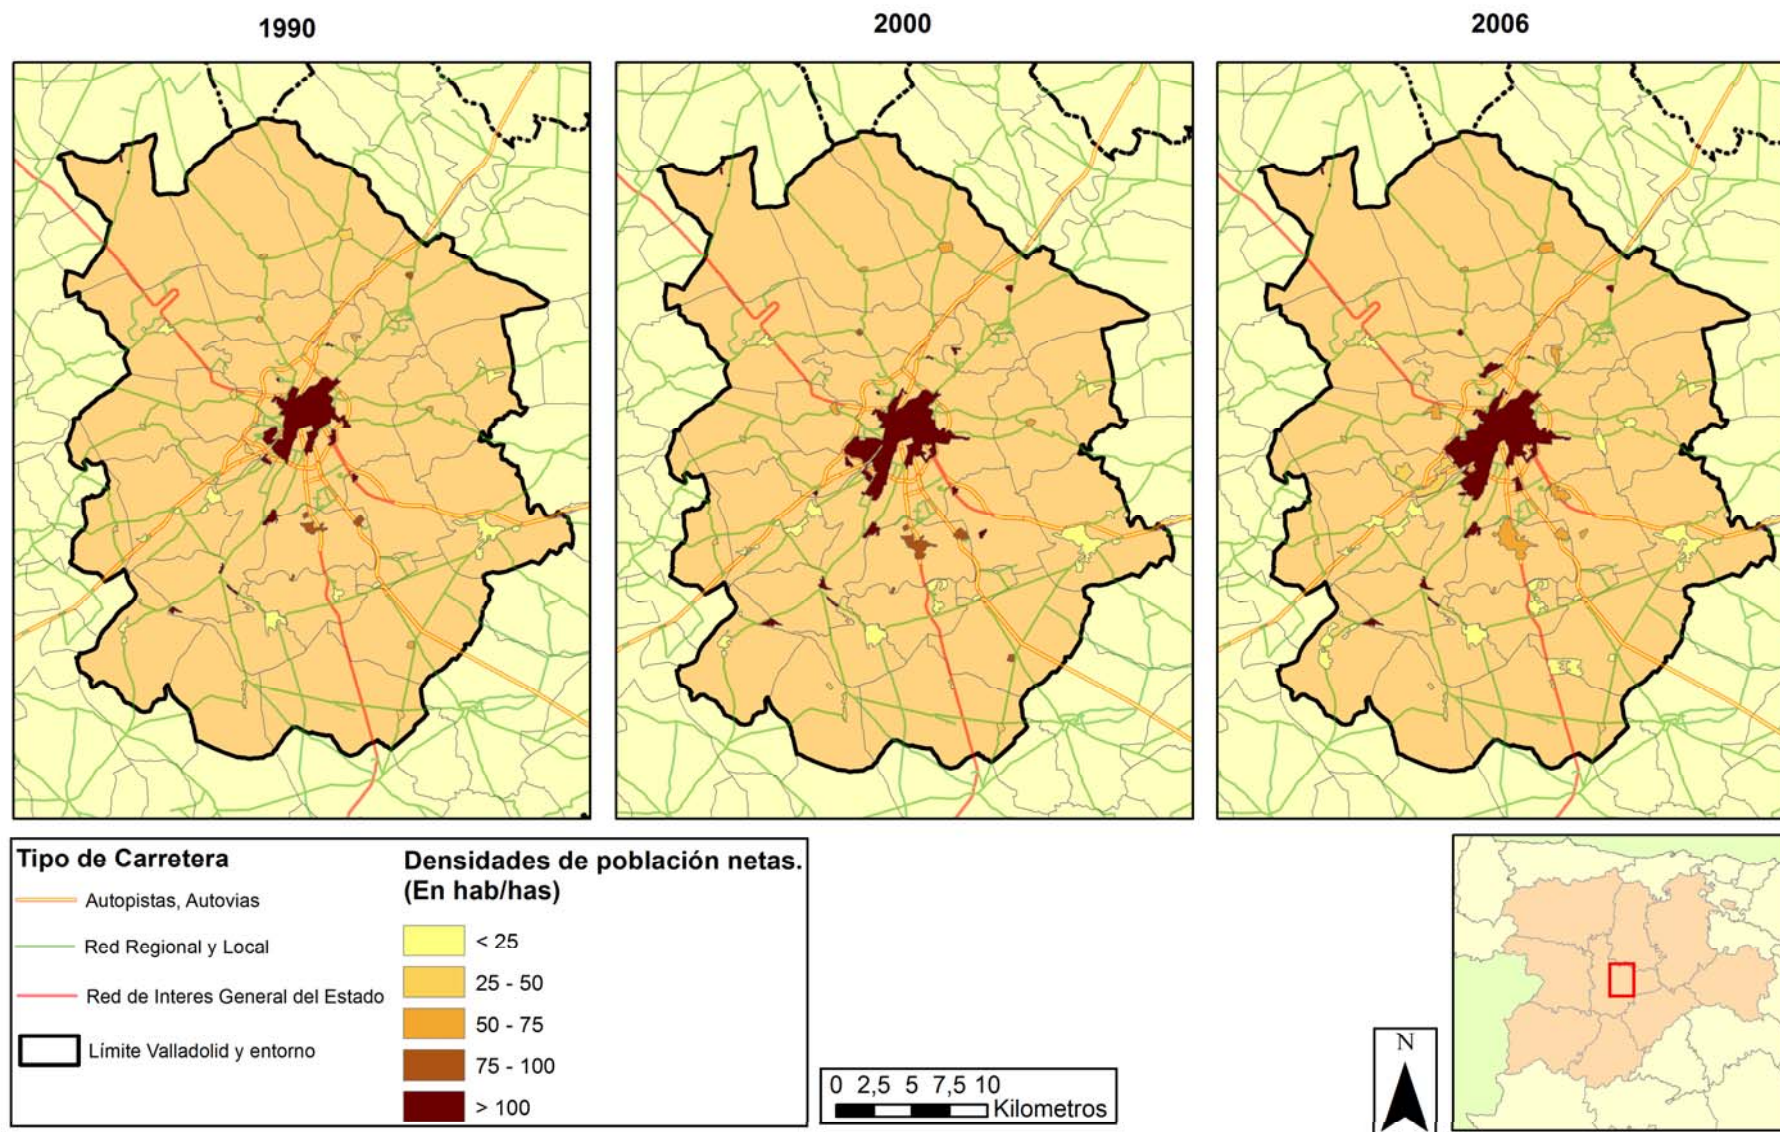 1990
2000
2006
Tipo de Carretera
Autopistas, Autovias
Red Regional y Local
Red de Interes General del Estado
Límite Valladolid y entorno
Densidades de población netas.
(En hab/has)
< 25
25 - 50
50 - 75
75 - 100
> 100
0 2,5 5 7,5 10
Kilometros
N